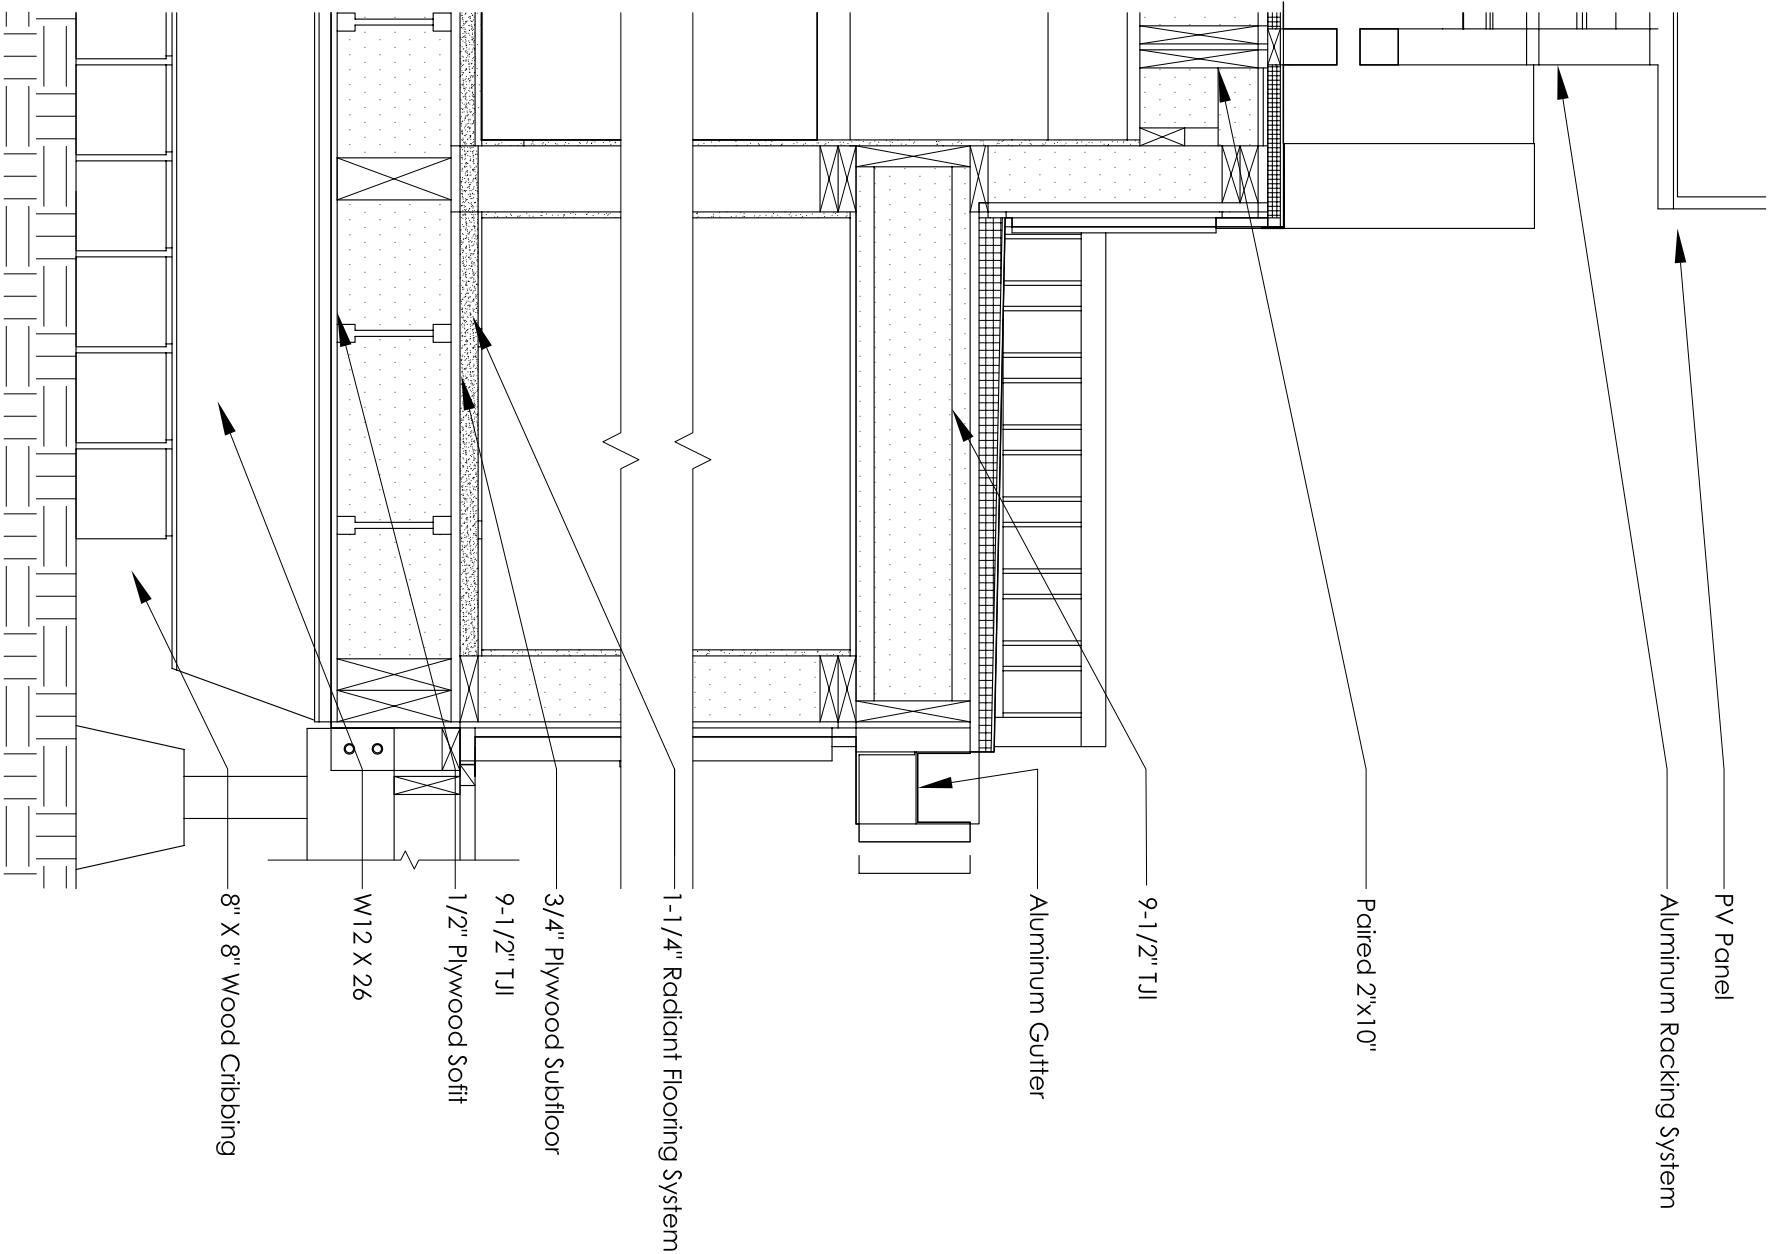 PV Panel
Aluminum Racking System
Paired 2"x10"
9-1/2" TJI
Aluminum Gutter
1-1/4" Radiant Flooring System
3/4" Plywood Subfloor
9-1/2" TJI
1/2" Plywood Sofit
W12 X 26
8" X 8" Wood Cribbing